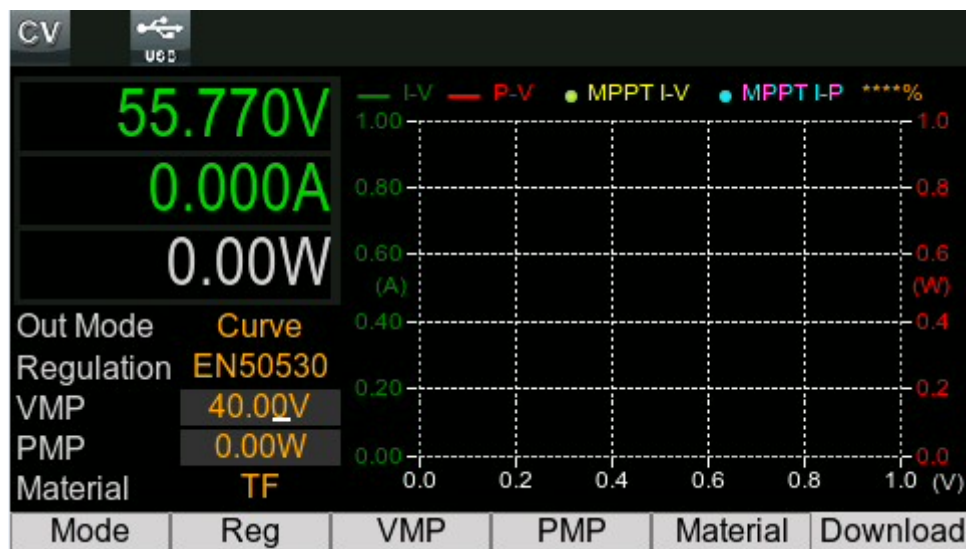 CV USB
55.770V
0.000A
0.00W
Out Mode Curve
Regulation EN50530
VMP 40.00V
PMP 0.00W
Material TF
I-V P-V MPPT I-V MPPT I-P ****%
1.00 1.0
0.80 0.8
0.60 0.6
(A) (W)
0.40 0.4
0.20 0.2
0.00 0.0
0.0 0.2 0.4 0.6 0.8 1.0 (V)
Mode Reg VMP PMP Material Download